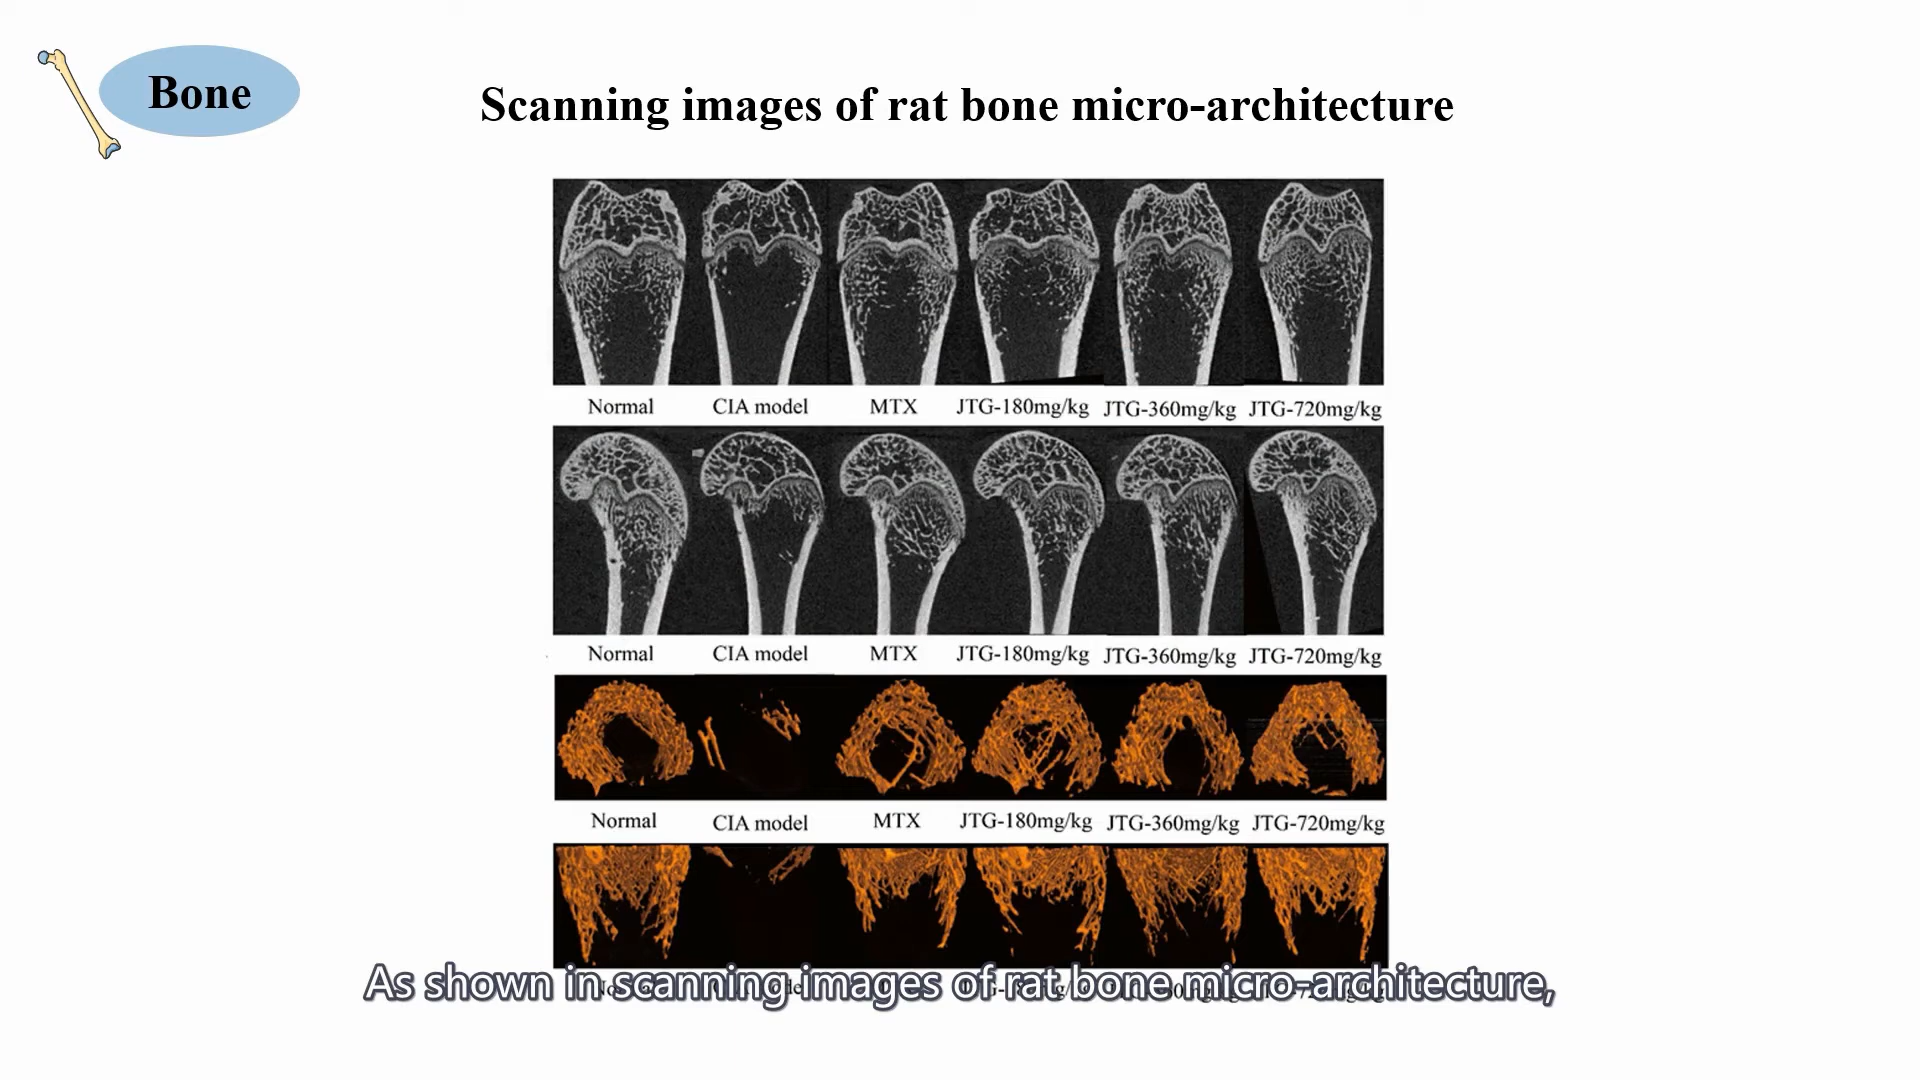 Bone
Scanning images of rat bone micro-architecture
Normal CIA model MTX JTG-180mg/kg JTG-360mg/kg JTG-720mg/kg
Normal CIA model MTX JTG-180mg/kg JTG-360mg/kg JTG-720mg/kg
Normal CIA model MTX JTG-180mg/kg JTG-360mg/kg JTG-720mg/kg
As shown in scanning images of rat bone micro-architecture,